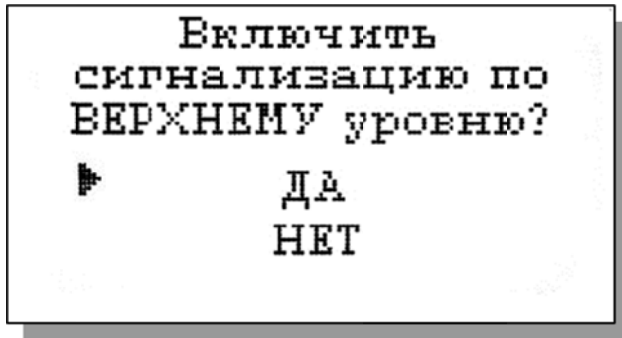 Включить
сигнализацию по
ВЕРХНЕМУ уровню?
ДА
НЕТ